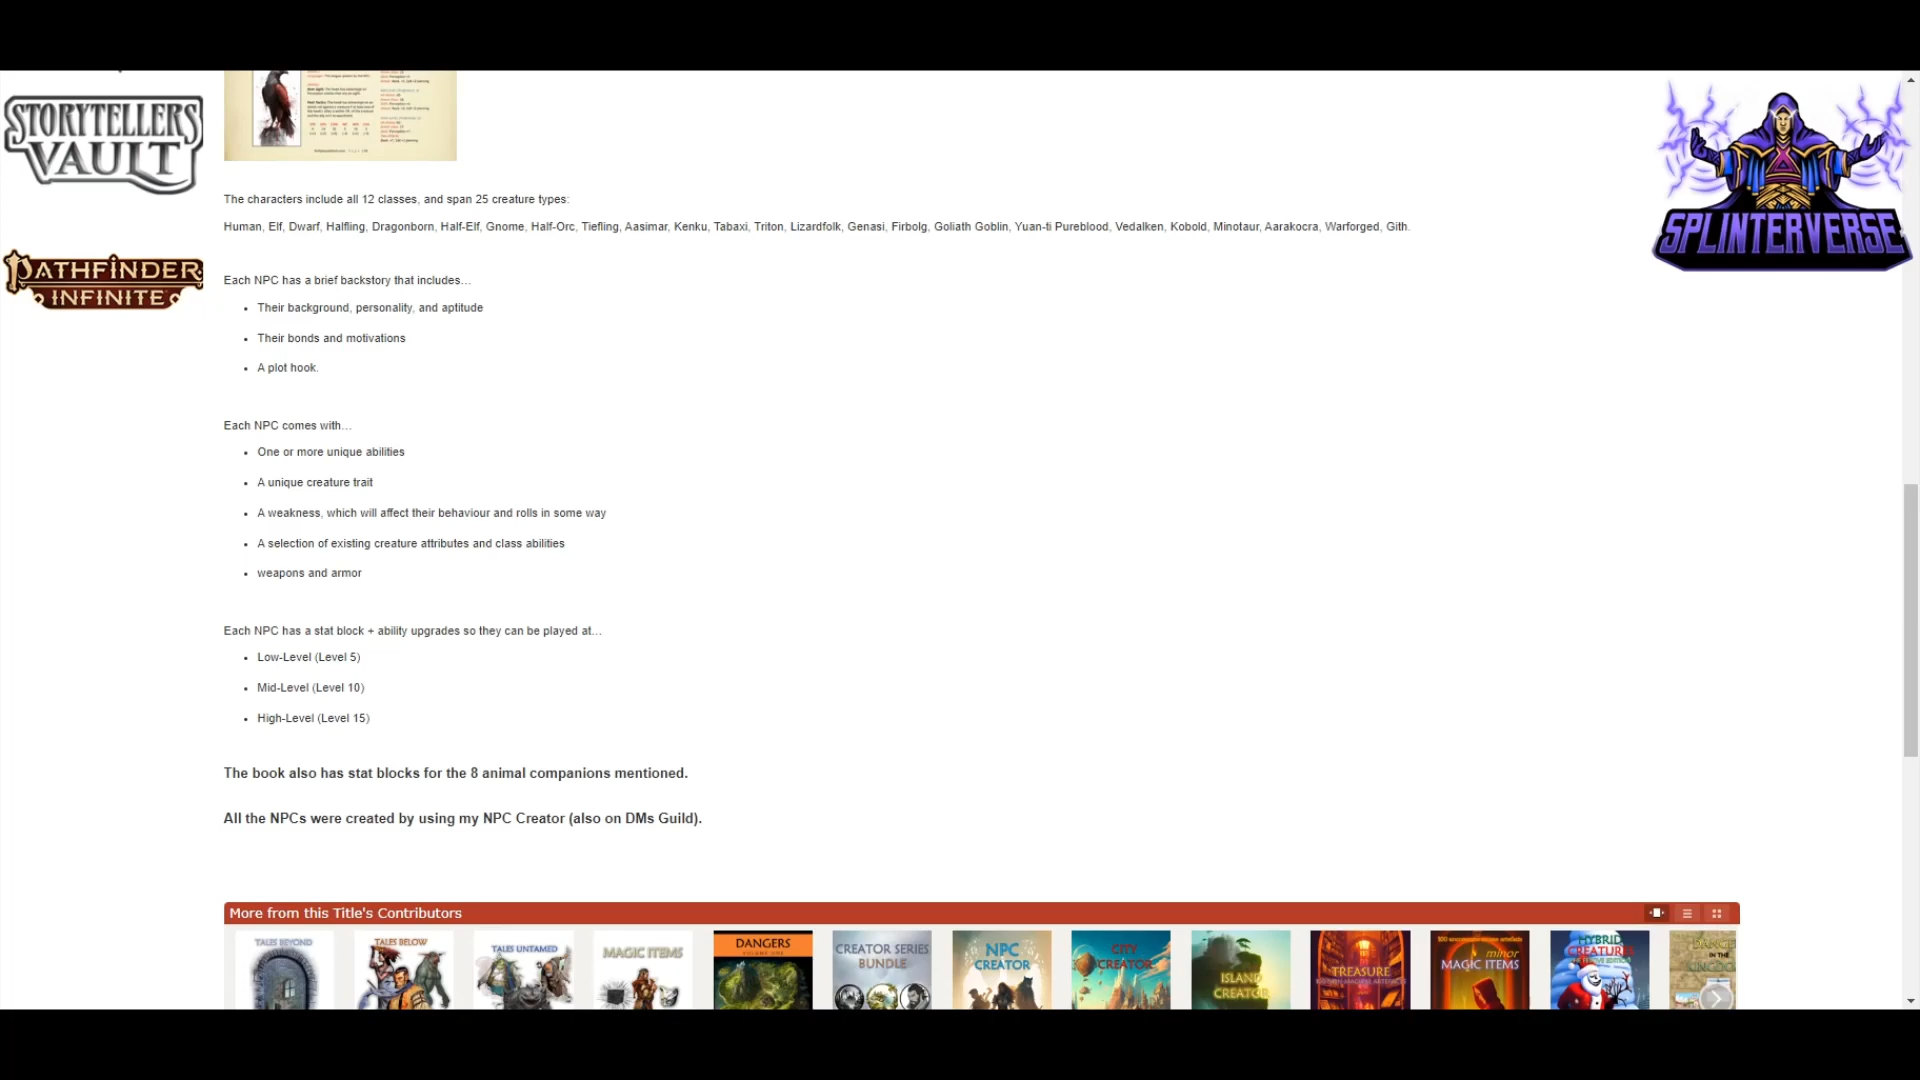 STORYTELLERS
VAULT
PATHFINDER
INFINITE
SPLINTERVERSE
The characters include all 12 classes, and span 25 creature types:
Human, Elf, Dwarf, Halfling, Dragonborn, Half-Elf, Gnome, Half-Orc, Tiefling, Aasimar, Kenku, Tabaxi, Triton, Lizardfolk, Genasi, Firbolg, Goliath Goblin, Yuan-ti Pureblood, Vedalken, Kobold, Minotaur, Aarakocra, Warforged, Gith.
Each NPC has a brief backstory that includes…
Their background, personality, and aptitude
Their bonds and motivations
A plot hook.
Each NPC comes with…
One or more unique abilities
A unique creature trait
A weakness, which will affect their behaviour and rolls in some way
A selection of existing creature attributes and class abilities
weapons and armor
Each NPC has a stat block + ability upgrades so they can be played at…
Low-Level (Level 5)
Mid-Level (Level 10)
High-Level (Level 15)
The book also has stat blocks for the 8 animal companions mentioned.
All the NPCs were created by using my NPC Creator (also on DMs Guild).
More from this Title's Contributors
TALES BEYOND
TALES BELOW
TALES UNTAMED
MAGIC ITEMS
DANGERS
VOLUME ONE
CREATOR SERIES
BUNDLE
NPC
CREATOR
CITY
CREATOR
ISLAND
CREATOR
TREASURE
minor
MAGIC ITEMS
HYBRID
CREATURES
IN THE